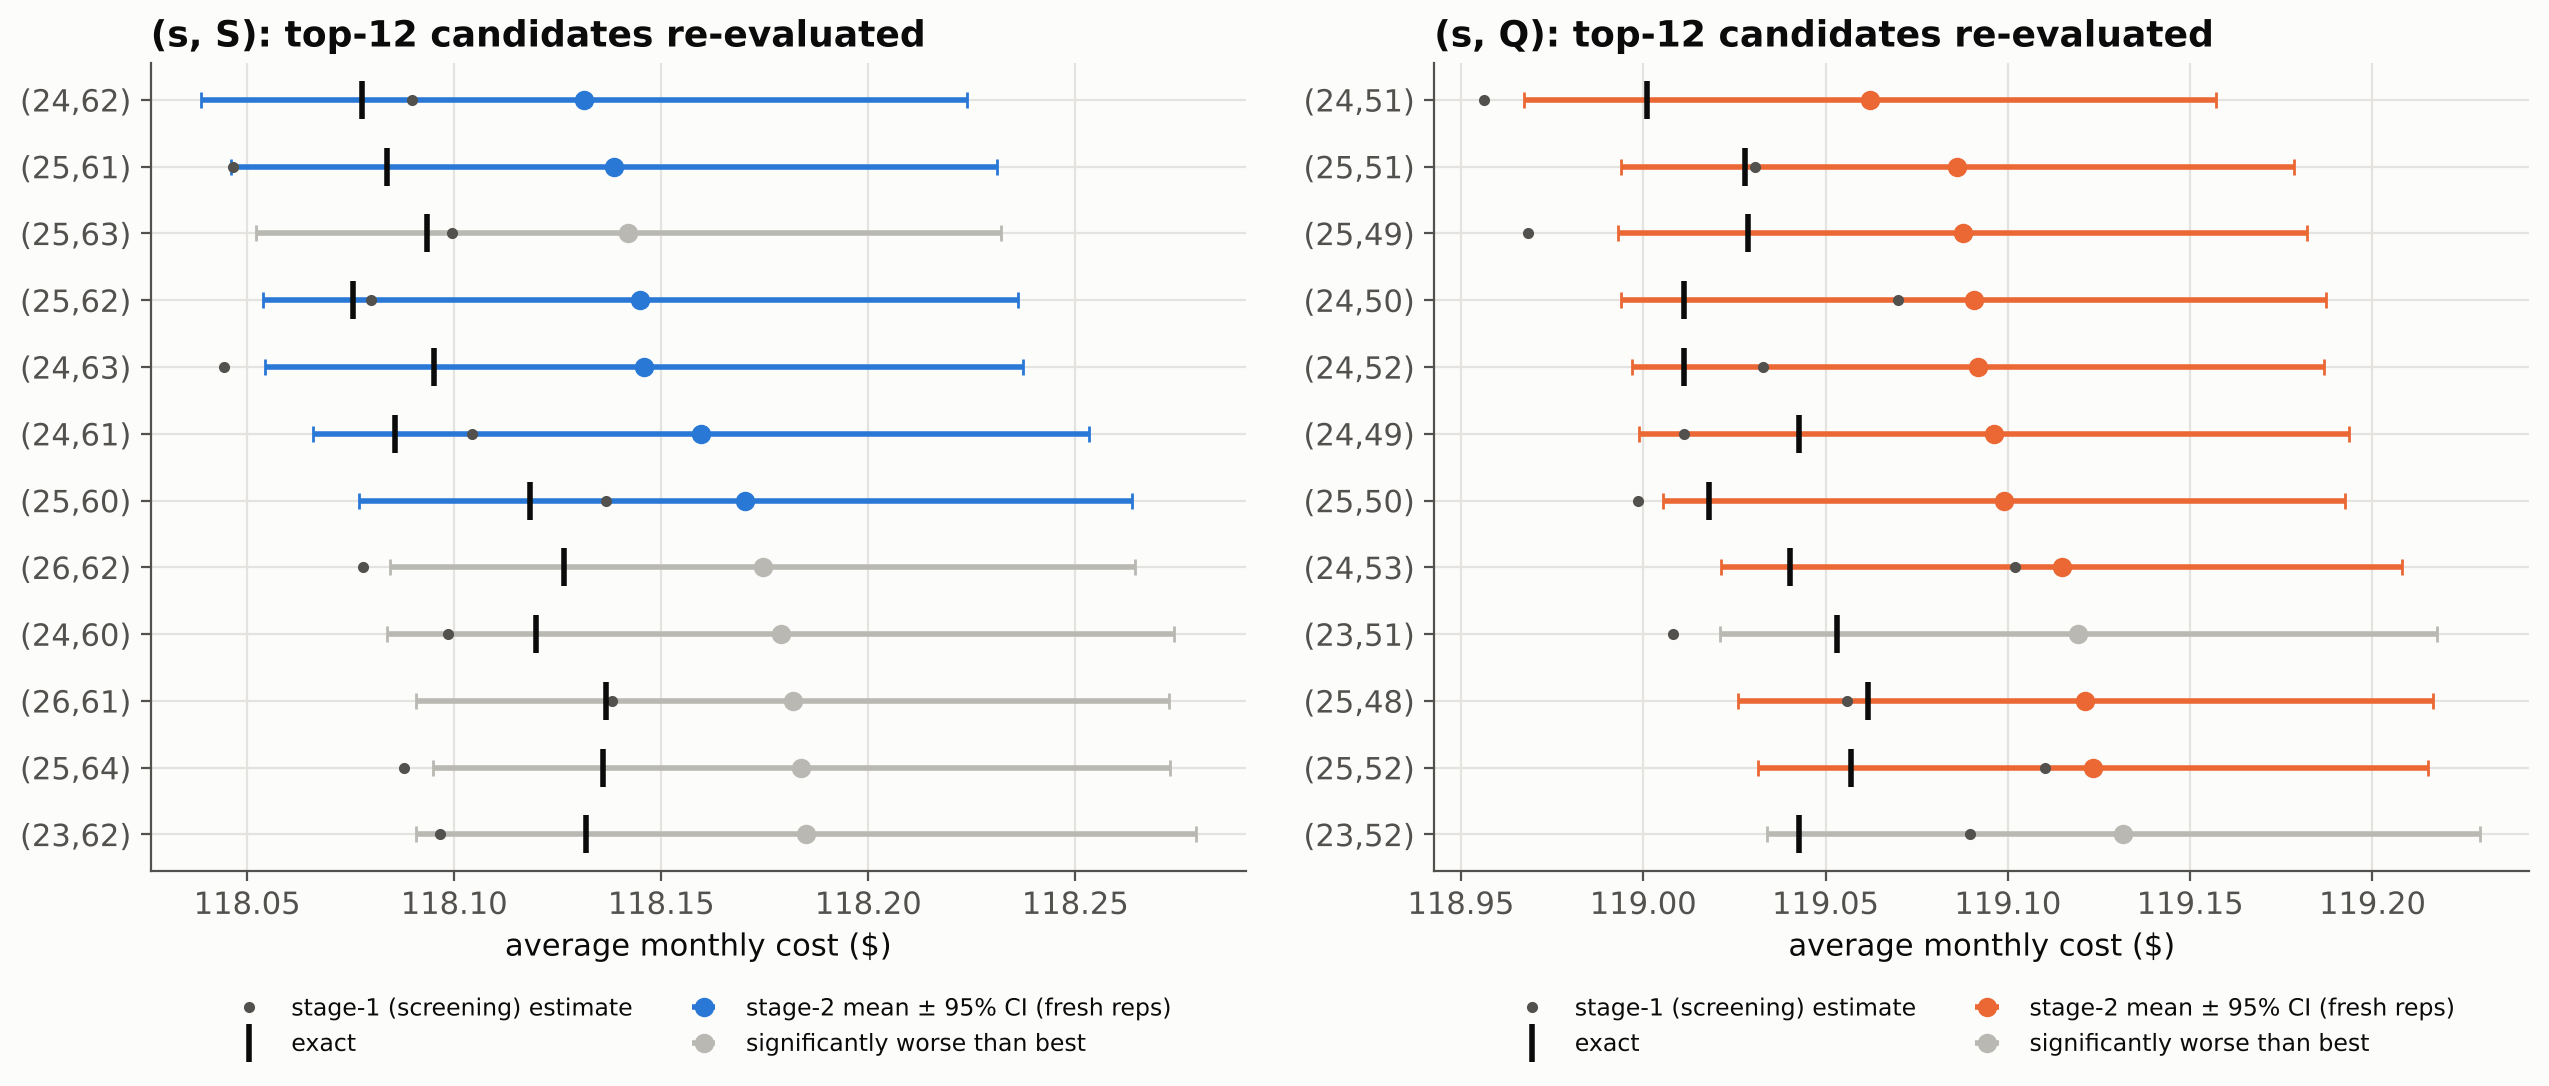 (s, S): top-12 candidates re-evaluated
(24,62)
(25,61)
(25,63)
(25,62)
(24,63)
(24,61)
(25,60)
(26,62)
(24,60)
(26,61)
(25,64)
(23,62)
118.05 118.10 118.15 118.20 118.25
average monthly cost ($)
stage-1 (screening) estimate
exact
stage-2 mean ± 95% CI (fresh reps)
significantly worse than best
(s, Q): top-12 candidates re-evaluated
(24,51)
(25,51)
(25,49)
(24,50)
(24,52)
(24,49)
(25,50)
(24,53)
(23,51)
(25,48)
(25,52)
(23,52)
118.95 119.00 119.05 119.10 119.15 119.20
average monthly cost ($)
stage-1 (screening) estimate
exact
stage-2 mean ± 95% CI (fresh reps)
significantly worse than best